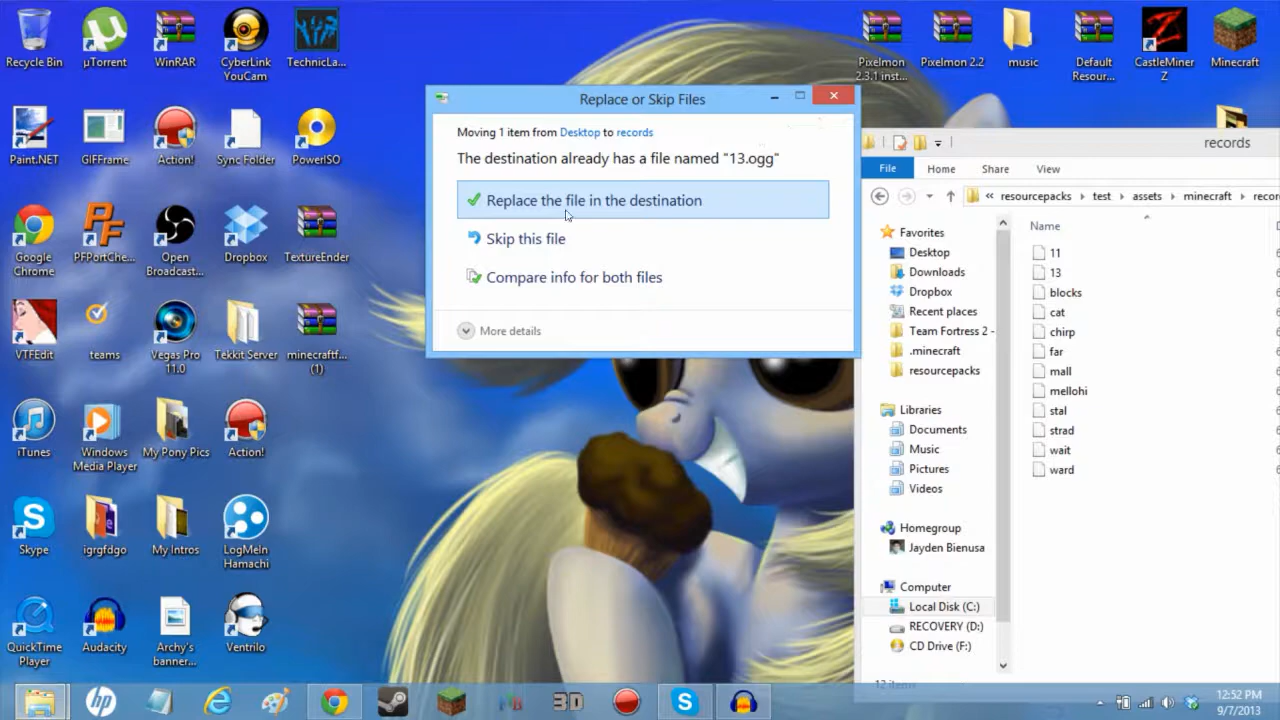 Recycle Bin
µTorrent
WinRAR
CyberLink
YouCam
TechnicLa...
Pixelmon
2.3.1 inst...
Pixelmon 2.2
music
Default
Resour...
CastleMiner
Z
Minecraft
Paint.NET
GIFFrame
Action!
Sync Folder
PowerISO
Google
Chrome
PFPortChe...
Open
Broadcast...
Dropbox
TextureEnder
VTFEdit
teams
Vegas Pro
11.0
Tekkit Server
minecraftf...
(1)
iTunes
Windows
Media Player
My Pony Pics
Action!
Skype
igrgfdgo
My Intros
LogMeIn
Hamachi
QuickTime
Player
Audacity
Archy's
banner...
Ventrilo
Replace or Skip Files
Moving 1 item from Desktop to records
The destination already has a file named "13.ogg"
Replace the file in the destination
Skip this file
Compare info for both files
More details
records
File
Home
Share
View
« resourcepacks ▸ test ▸ assets ▸ minecraft ▸ recor
Name
Favorites
Desktop
Downloads
Dropbox
Recent places
Team Fortress 2 -
.minecraft
resourcepacks
Libraries
Documents
Music
Pictures
Videos
Homegroup
Jayden Bienusa
Computer
Local Disk (C:)
RECOVERY (D:)
CD Drive (F:)
11
13
blocks
cat
chirp
far
mall
mellohi
stal
strad
wait
ward
12 items
3D
12:52 PM
9/7/2013